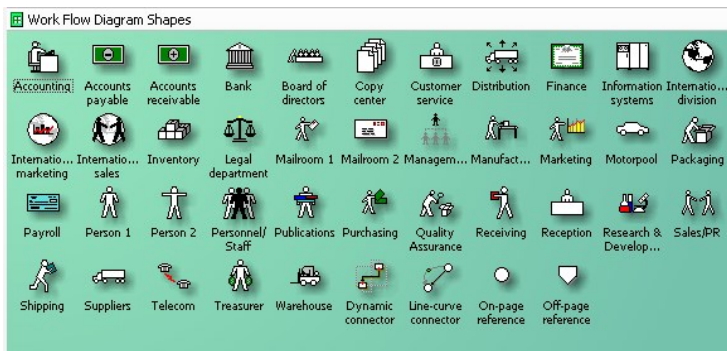 Work Flow Diagram Shapes
Accounting Accounts payable Accounts receivable Bank Board of directors Copy center Customer service Distribution Finance Information systems Internatio... division
Internatio... marketing Internatio... sales Inventory Legal department Mailroom 1 Mailroom 2 Managem... Manufact... Marketing Motorpool Packaging
Payroll Person 1 Person 2 Personnel/ Staff Publications Purchasing Quality Assurance Receiving Reception Research & Develop... Sales/PR
Shipping Suppliers Telecom Treasurer Warehouse Dynamic connector Line-curve connector On-page reference Off-page reference